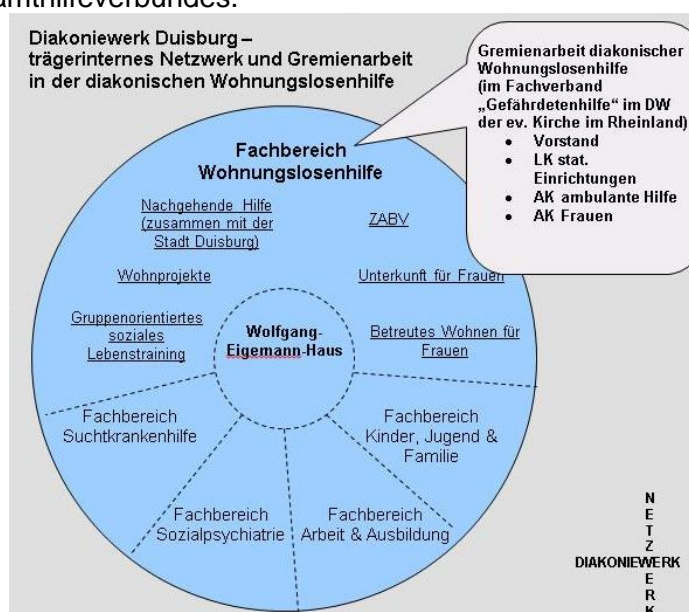 amthilfeverbundes.
Diakoniewerk Duisburg –
trägerinternes Netzwerk und Gremienarbeit
in der diakonischen Wohnungslosenhilfe
Gremienarbeit diakonischer
Wohnungslosenhilfe
(im Fachverband
„Gefährdetenhilfe“ im DW
der ev. Kirche im Rheinland)
• Vorstand
• LK stat.
Einrichtungen
• AK ambulante Hilfe
• AK Frauen
Fachbereich
Wohnungslosenhilfe
Nachgehende Hilfe
(zusammen mit der
Stadt Duisburg)
ZABV
Wohnprojekte
Unterkunft für Frauen
Gruppenorientiertes
soziales
Lebenstraining
Wolfgang-
Eigemann-Haus
Betreutes Wohnen für
Frauen
Fachbereich
Suchtkrankenhilfe
Fachbereich
Kinder, Jugend &
Familie
Fachbereich
Sozialpsychiatrie
Fachbereich
Arbeit & Ausbildung
NETZWERK
DIAKONIEWERK